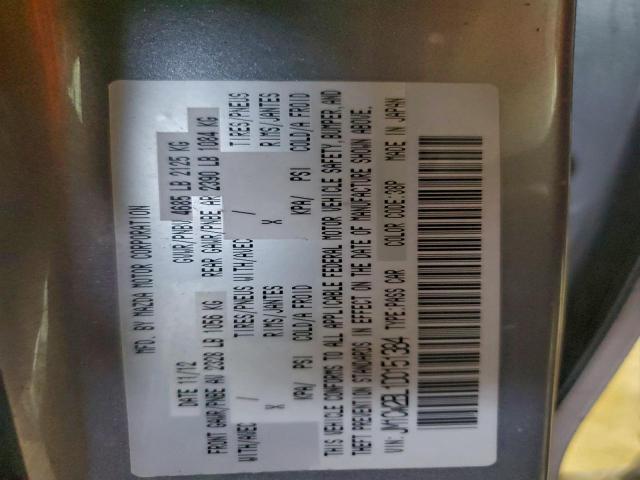 MFD. BY MAZDA MOTOR CORPORATION
DATE 11/12 GVWR/PNBV 4685 LB 2125 KG
FRONT GAWR/PNBE AV 2328 LB 1056 KG REAR GAWR/PNBE AR 2390 LB 1084 KG
WITH/AVEC / TIRES/PNEUS WITH/AVEC / TIRES/PNEUS
X RIMS/JANTES X RIMS/JANTES
KPA/ PSI COLD/A FROID KPA/ PSI COLD/A FROID
THIS VEHICLE CONFORMS TO ALL APPLICABLE FEDERAL MOTOR VEHICLE SAFETY, BUMPER, AND
THEFT PREVENTION STANDARDS IN EFFECT ON THE DATE OF MANUFACTURE SHOWN ABOVE.
VIN: TYPE: PASS CAR COLOR CODE:38P MADE IN JAPAN